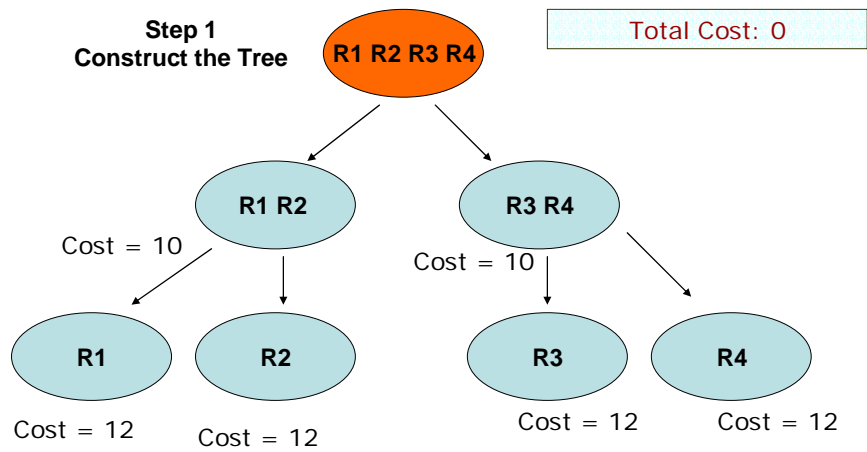 Step 1
Construct the Tree
R1 R2 R3 R4
Total Cost: 0
R1 R2
R3 R4
Cost = 10
Cost = 10
R1
R2
R3
R4
Cost = 12
Cost = 12
Cost = 12
Cost = 12